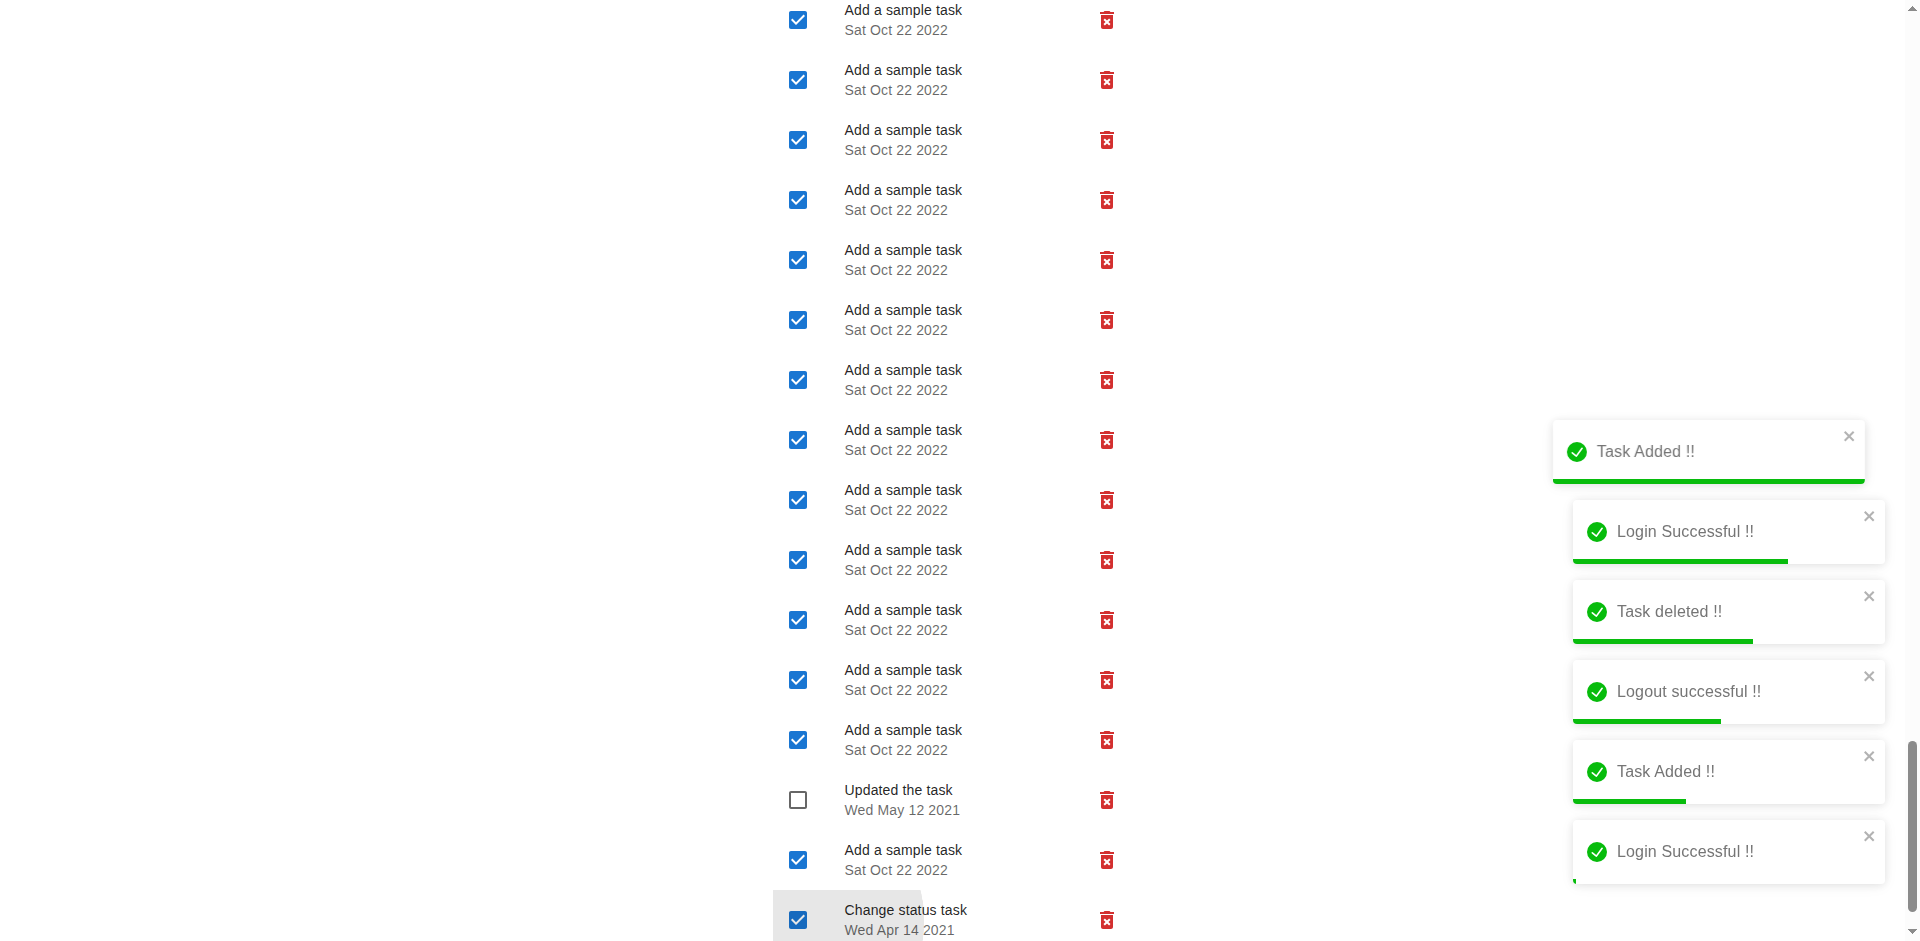 Add a sample task
Sat Oct 22 2022
Add a sample task
Sat Oct 22 2022
Add a sample task
Sat Oct 22 2022
Add a sample task
Sat Oct 22 2022
Add a sample task
Sat Oct 22 2022
Add a sample task
Sat Oct 22 2022
Add a sample task
Sat Oct 22 2022
Add a sample task
Sat Oct 22 2022
Add a sample task
Sat Oct 22 2022
Add a sample task
Sat Oct 22 2022
Add a sample task
Sat Oct 22 2022
Add a sample task
Sat Oct 22 2022
Add a sample task
Sat Oct 22 2022
Updated the task
Wed May 12 2021
Add a sample task
Sat Oct 22 2022
Change status task
Wed Apr 14 2021
Task Added !!
Login Successful !!
Task deleted !!
Logout successful !!
Task Added !!
Login Successful !!